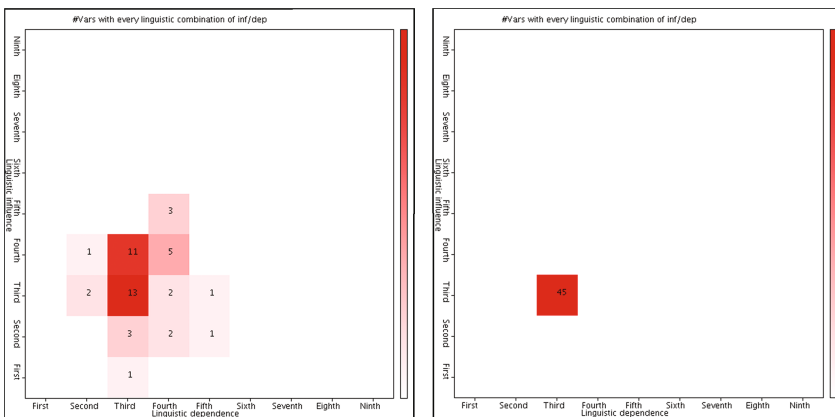 #Vars with every linguistic combination of inf/dep
Ninth
Eighth
Seventh
Sixth
Fifth
Fourth
Third
Second
First
Linguistic influence
3
1 11 5
2 13 2 1
3 2 1
1
First Second Third Fourth Fifth Sixth Seventh Eighth Ninth
Linguistic dependence
#Vars with every linguistic combination of inf/dep
Ninth
Eighth
Seventh
Sixth
Fifth
Fourth
Third
Second
First
Linguistic influence
45
First Second Third Fourth Fifth Sixth Seventh Eighth Ninth
Linguistic dependence